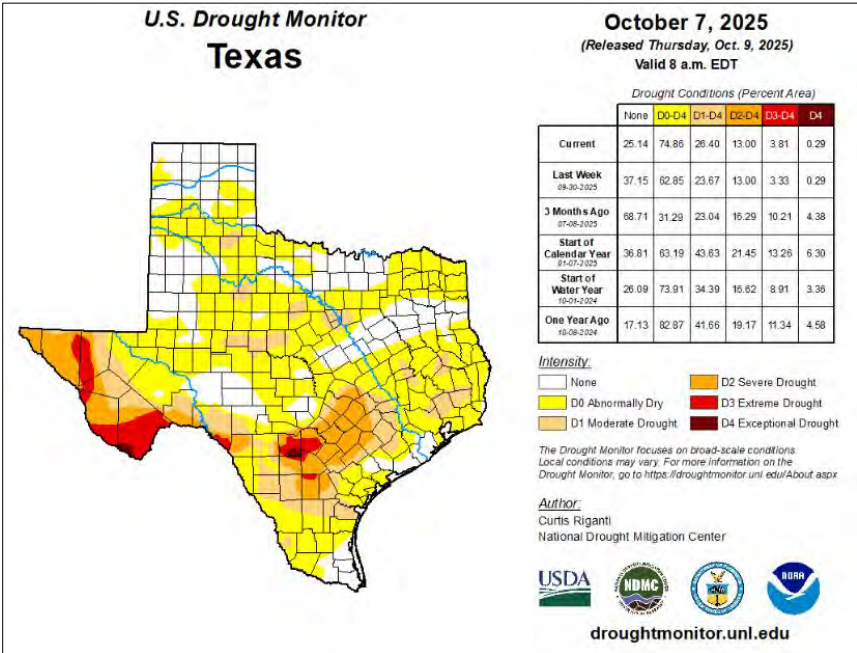 U.S. Drought Monitor
Texas
October 7, 2025
(Released Thursday, Oct. 9, 2025)
Valid 8 a.m. EDT
Drought Conditions (Percent Area)
None D0-D4 D1-D4 D2-D4 D3-D4 D4
Current 25.14 74.86 26.40 13.00 3.81 0.29
Last Week 09-30-2025 37.15 62.85 23.67 13.00 3.33 0.29
3 Months Ago 07-08-2025 68.71 31.29 23.04 16.29 10.21 4.38
Start of Calendar Year 01-07-2025 36.81 63.19 43.63 21.45 13.26 6.30
Start of Water Year 10-01-2024 26.09 73.91 34.39 16.62 8.91 3.36
One Year Ago 10-08-2024 17.13 82.87 41.66 19.17 11.34 4.58
Intensity:
None
D0 Abnormally Dry
D1 Moderate Drought
D2 Severe Drought
D3 Extreme Drought
D4 Exceptional Drought
The Drought Monitor focuses on broad-scale conditions.
Local conditions may vary. For more information on the
Drought Monitor, go to https://droughtmonitor.unl.edu/About.aspx
Author:
Curtis Riganti
National Drought Mitigation Center
USDA
NDMC
NOAA
droughtmonitor.unl.edu